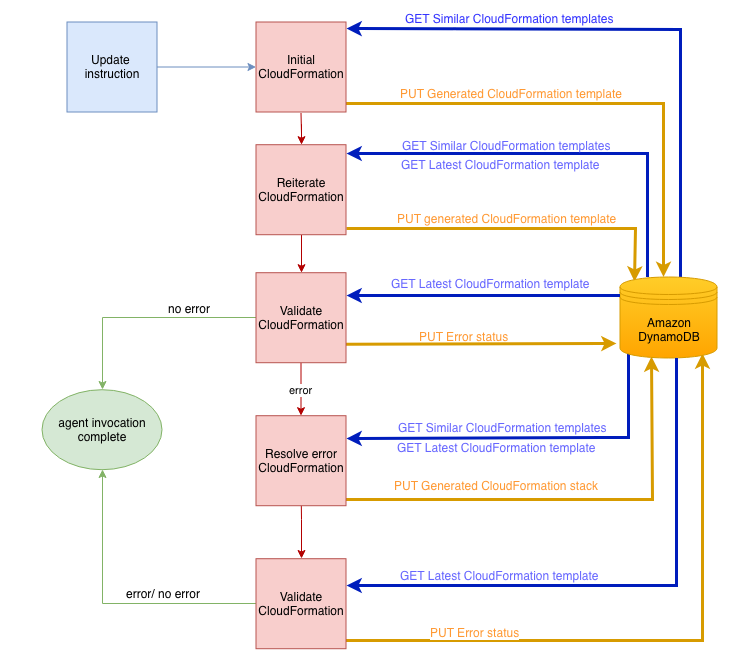 GET Similar CloudFormation templates
Update
instruction
Initial
CloudFormation
PUT Generated CloudFormation template
GET Similar CloudFormation templates
GET Latest CloudFormation template
Reiterate
CloudFormation
PUT generated CloudFormation template
GET Latest CloudFormation template
no error
Validate
CloudFormation
Amazon
DynamoDB
PUT Error status
error
agent invocation
complete
GET Similar CloudFormation templates
GET Latest CloudFormation template
Resolve error
CloudFormation
PUT Generated CloudFormation stack
GET Latest CloudFormation template
error/ no error
Validate
CloudFormation
PUT Error status